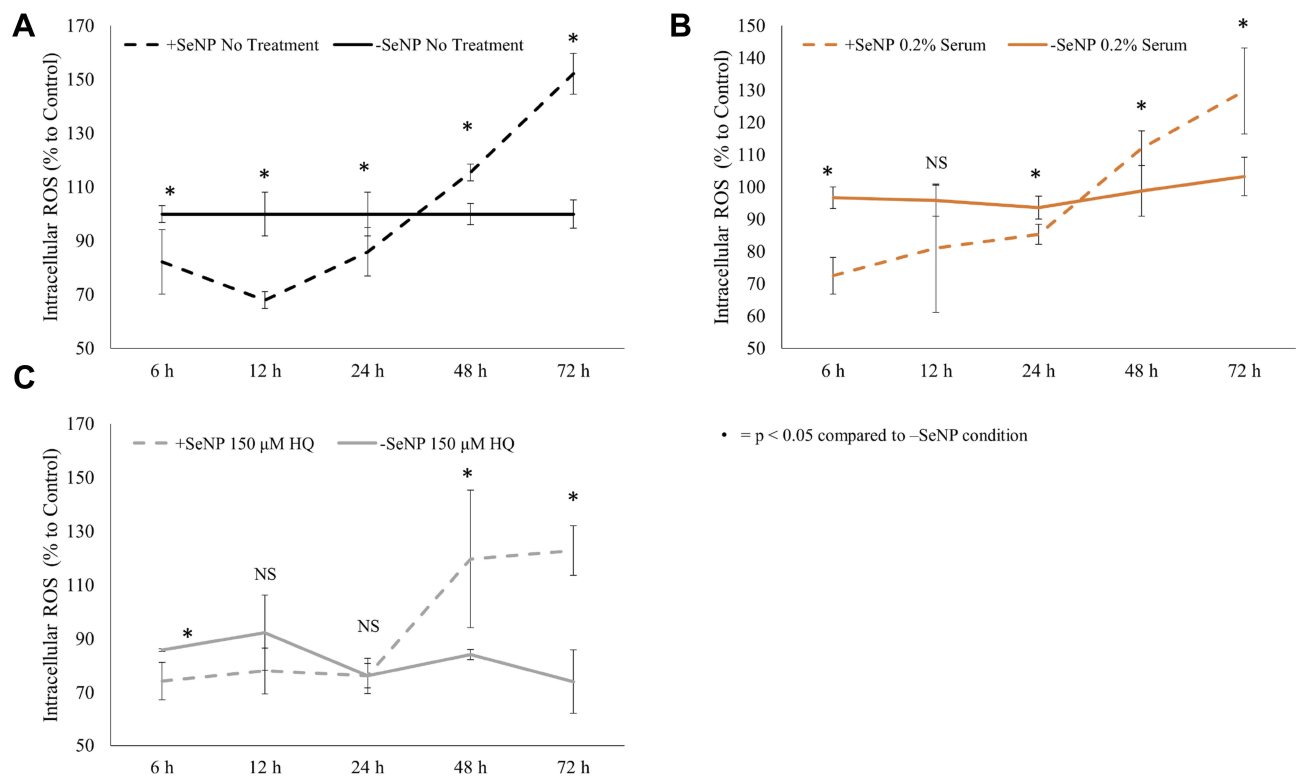 A
Intracellular ROS (% to Control)
170
150
130
110
90
70
50
+SeNP No Treatment
-SeNP No Treatment
*
*
*
*
*
6 h
12 h
24 h
48 h
72 h
B
Intracellular ROS (% to Control)
150
140
130
120
110
100
90
80
70
60
50
+SeNP 0.2% Serum
-SeNP 0.2% Serum
*
NS
*
*
*
6 h
12 h
24 h
48 h
72 h
C
Intracellular ROS (% to Control)
170
150
130
110
90
70
50
+SeNP 150 µM HQ
-SeNP 150 µM HQ
*
NS
NS
*
*
6 h
12 h
24 h
48 h
72 h
• = p < 0.05 compared to –SeNP condition